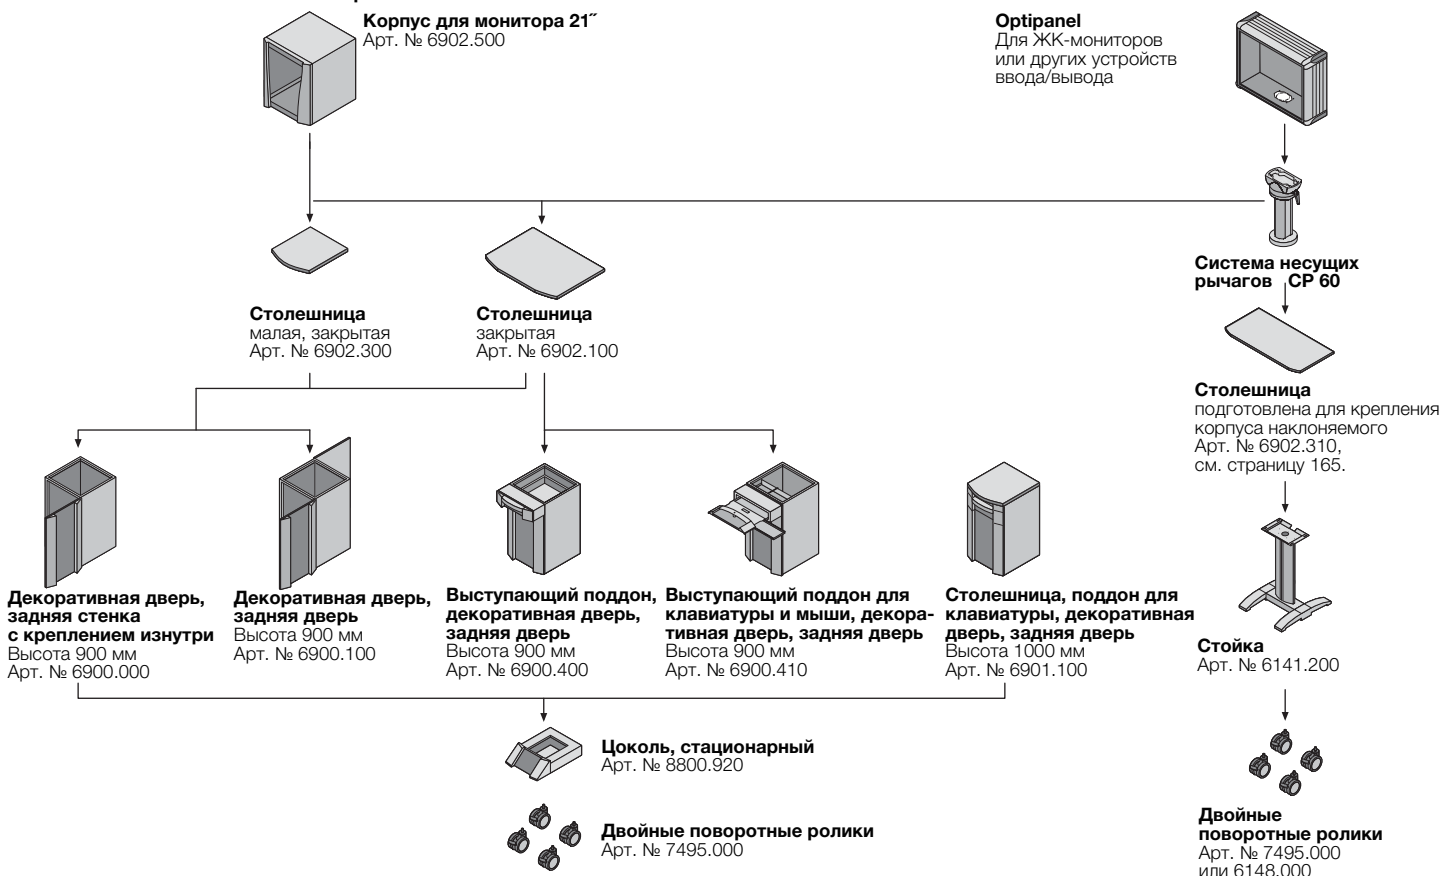 Корпус для монитора 21˝
Арт. № 6902.500
Optipanel
Для ЖК-мониторов
или других устройств
ввода/вывода
Система несущих
рычагов CP 60
Столешница
малая, закрытая
Арт. № 6902.300
Столешница
закрытая
Арт. № 6902.100
Столешница
подготовлена для крепления
корпуса наклоняемого
Арт. № 6902.310,
см. страницу 165.
Декоративная дверь,
задняя стенка
с креплением изнутри
Высота 900 мм
Арт. № 6900.000
Декоративная дверь,
задняя дверь
Высота 900 мм
Арт. № 6900.100
Выступающий поддон,
декоративная дверь,
задняя дверь
Высота 900 мм
Арт. № 6900.400
Выступающий поддон для
клавиатуры и мыши, декора-
тивная дверь, задняя дверь
Высота 900 мм
Арт. № 6900.410
Столешница, поддон для
клавиатуры, декоративная
дверь, задняя дверь
Высота 1000 мм
Арт. № 6901.100
Стойка
Арт. № 6141.200
Цоколь, стационарный
Арт. № 8800.920
Двойные поворотные ролики
Арт. № 7495.000
Двойные
поворотные ролики
Арт. № 7495.000
или 6148.000